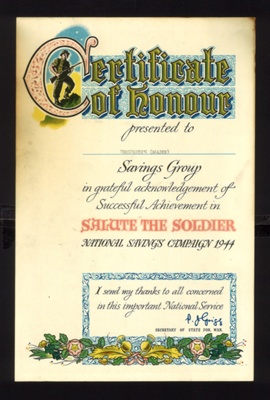 Certificate
of Honour
presented to
Savings Group
in grateful acknowledgement of
Successful Achievement in
SALUTE THE SOLDIER
NATIONAL SAVINGS CAMPAIGN 1944
I send my thanks to all concerned
in this important National Service
P. J. Grigg
SECRETARY OF STATE FOR WAR.